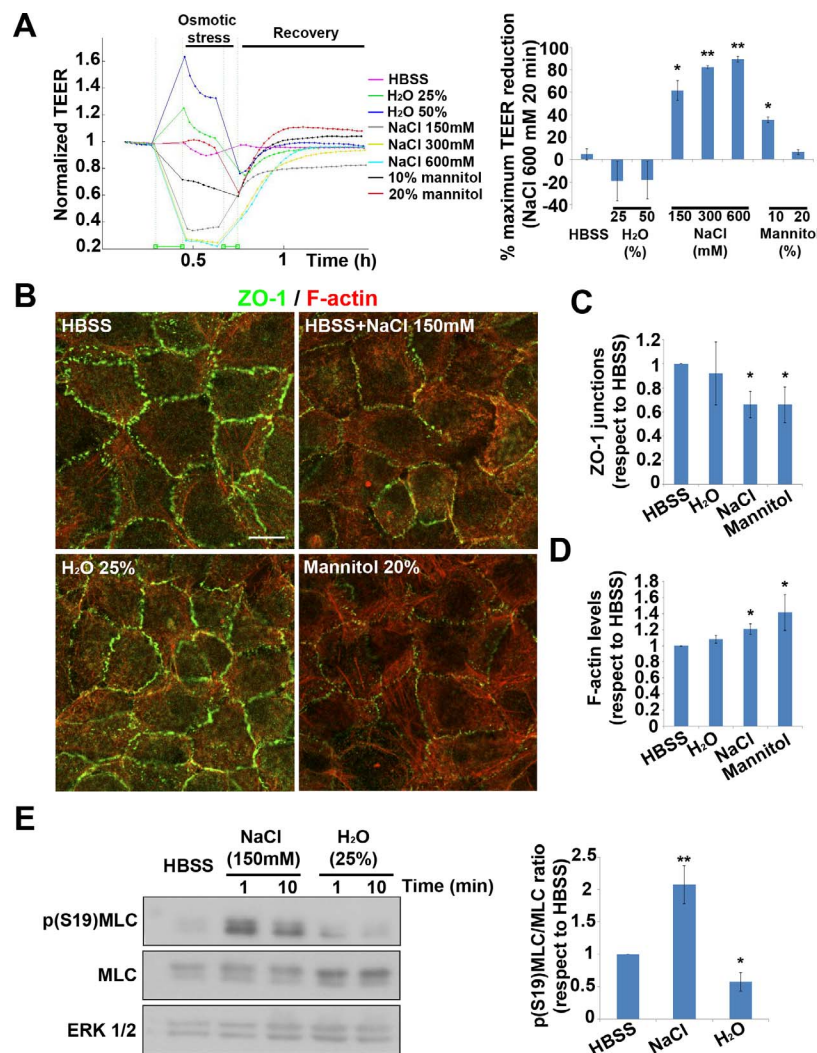 A
Osmotic
stress
Recovery
Normalized TEER
1.6
1.4
1.2
1
0.8
0.6
0.4
0.2
0.5
1
Time (h)
HBSS
H₂O 25%
H₂O 50%
NaCl 150mM
NaCl 300mM
NaCl 600mM
10% mannitol
20% mannitol
% maximum TEER reduction
(NaCl 600 mM 20 min)
100
80
60
40
20
0
-20
-40
*
**
**
*
HBSS
25 50
H₂O
(%)
150 300 600
NaCl
(mM)
10 20
Mannitol
(%)
B
ZO-1 / F-actin
HBSS
HBSS+NaCl 150mM
H₂O 25%
Mannitol 20%
C
ZO-1 junctions
(respect to HBSS)
1.2
1
0.8
0.6
0.4
0.2
0
*
*
HBSS
H₂O
NaCl
Mannitol
D
F-actin levels
(respect to HBSS)
1.8
1.6
1.4
1.2
1
0.8
0.6
0.4
0.2
0
*
*
HBSS
H₂O
NaCl
Mannitol
E
HBSS
NaCl
(150mM)
H₂O
(25%)
1 10 1 10 Time (min)
p(S19)MLC
MLC
ERK 1/2
p(S19)MLC/MLC ratio
(respect to HBSS)
2.5
2
1.5
1
0.5
0
**
*
HBSS
NaCl
H₂O